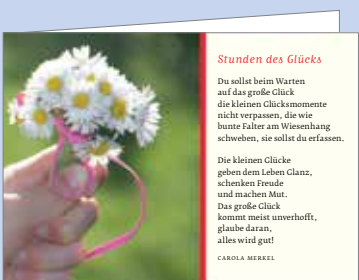 Stunden des Glücks
Du sollst beim Warten
auf das große Glück
die kleinen Glücksmomente
nicht verpassen, die wie
bunte Falter am Wiesenhang
schweben, sie sollst du erfassen.
Die kleinen Glücke
geben dem Leben Glanz,
schenken Freude
und machen Mut.
Das große Glück
kommt meist unverhofft,
glaube daran,
alles wird gut!
CAROLA MERKEL